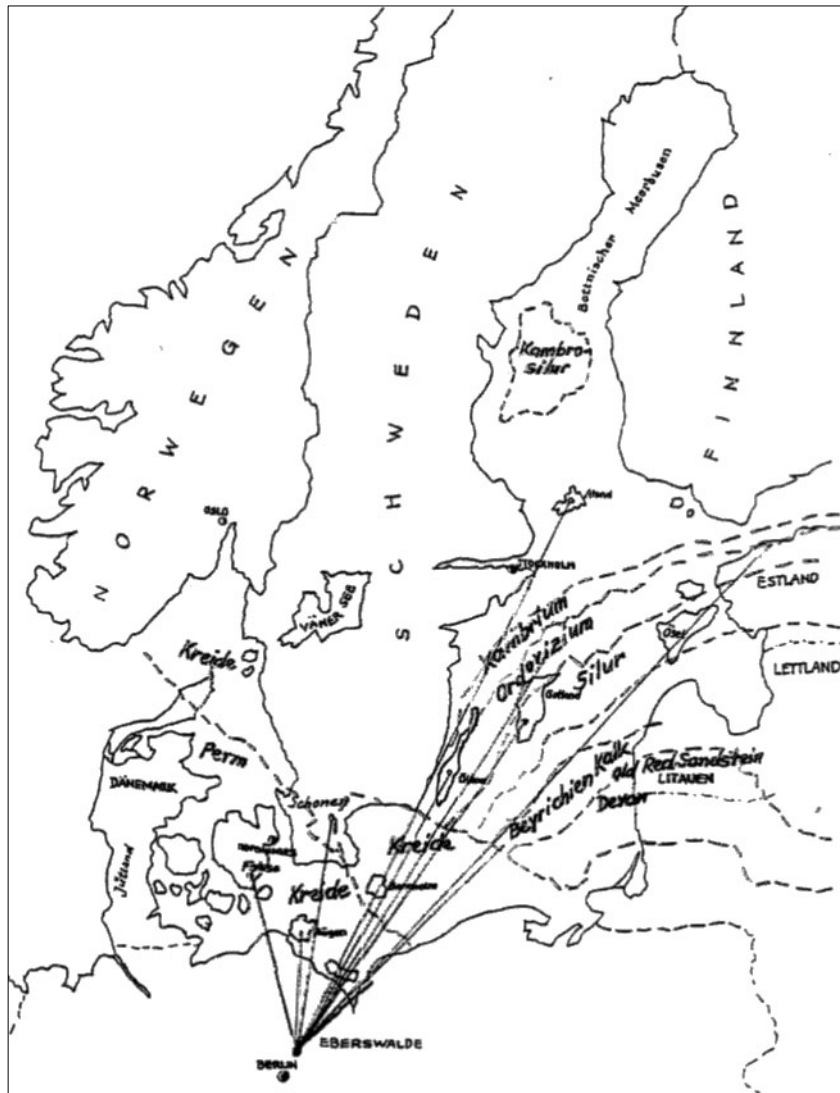 NORWEGEN
SCHWEDEN
FINNLAND
Bottnischer Meerbusen
Kambro-
silur
OSLO
Åland
STOCKHOLM
VÄNER SEE
ESTLAND
Ösel
LETTLAND
Kambrium
Ordovizium
Silur
Gotland
Kreide
Perm
DÄNEMARK
Öland
Beyrichien Kalk
Old Red-Sandstein
LITAUEN
Devon
Schonen
Kreide
Jütland
Kreide
Bornholm
Rügen
EBERSWALDE
BERLIN